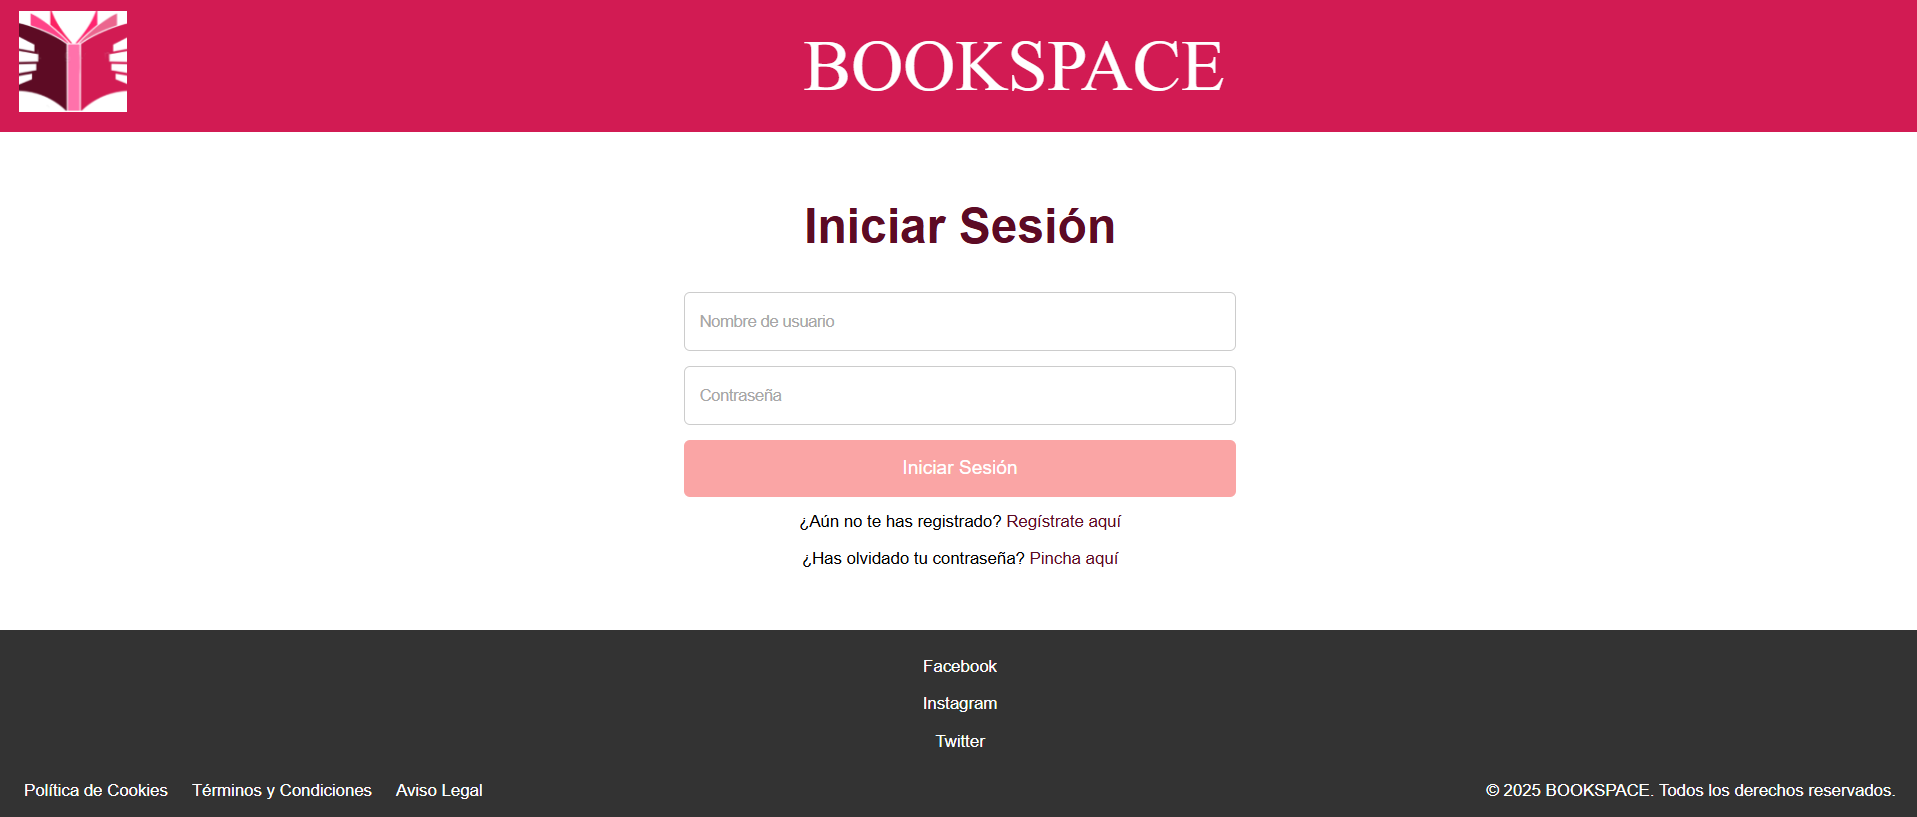 BOOKSPACE
Iniciar Sesión
Nombre de usuario
Contraseña
Iniciar Sesión
¿Aún no te has registrado? Regístrate aquí
¿Has olvidado tu contraseña? Pincha aquí
Facebook
Instagram
Twitter
Política de Cookies Términos y Condiciones Aviso Legal © 2025 BOOKSPACE. Todos los derechos reservados.